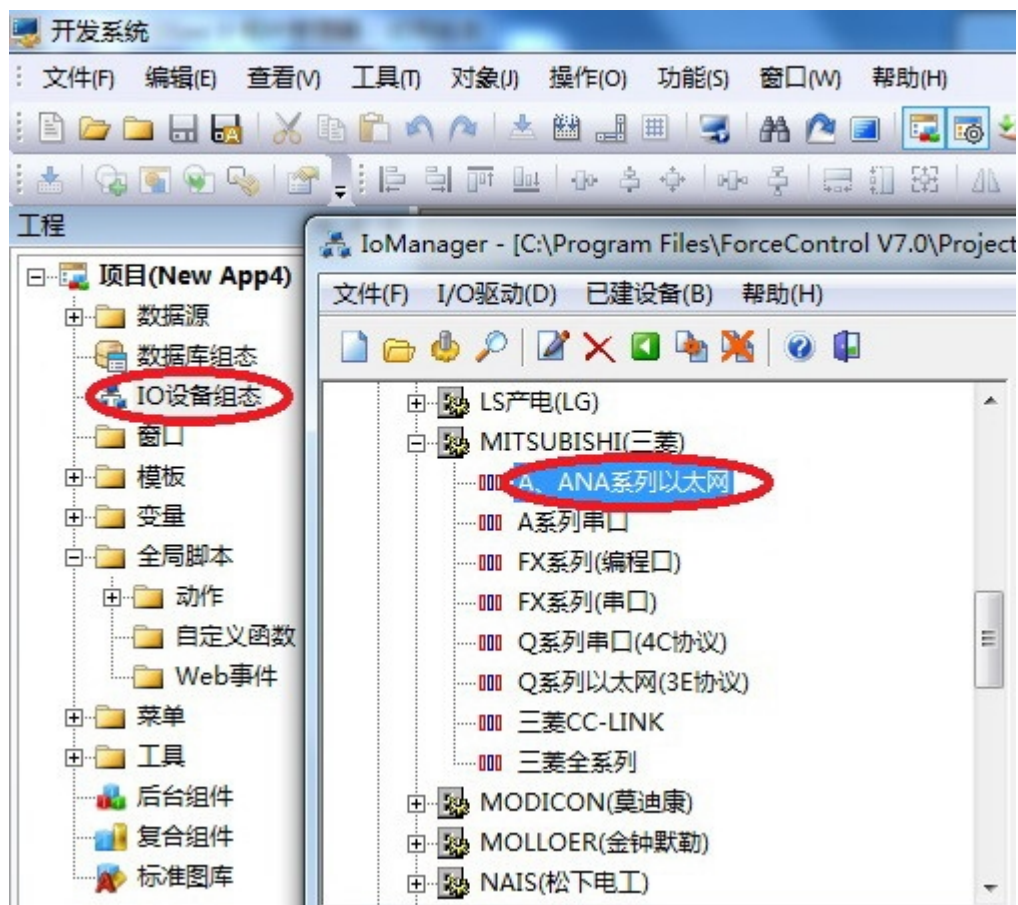 开发系统
文件(F) 编辑(E) 查看(V) 工具(T) 对象(J) 操作(O) 功能(S) 窗口(W) 帮助(H)
工程
项目(New App4)
数据源
数据库组态
IO设备组态
窗口
模板
变量
全局脚本
动作
自定义函数
Web事件
菜单
工具
后台组件
复合组件
标准图库
IoManager - [C:\Program Files\ForceControl V7.0\Project
文件(F) I/O驱动(D) 已建设备(B) 帮助(H)
LS产电(LG)
MITSUBISHI(三菱)
A、ANA系列以太网
A系列串口
FX系列(编程口)
FX系列(串口)
Q系列串口(4C协议)
Q系列以太网(3E协议)
三菱CC-LINK
三菱全系列
MODICON(莫迪康)
MOLLOER(金钟默勒)
NAIS(松下电工)